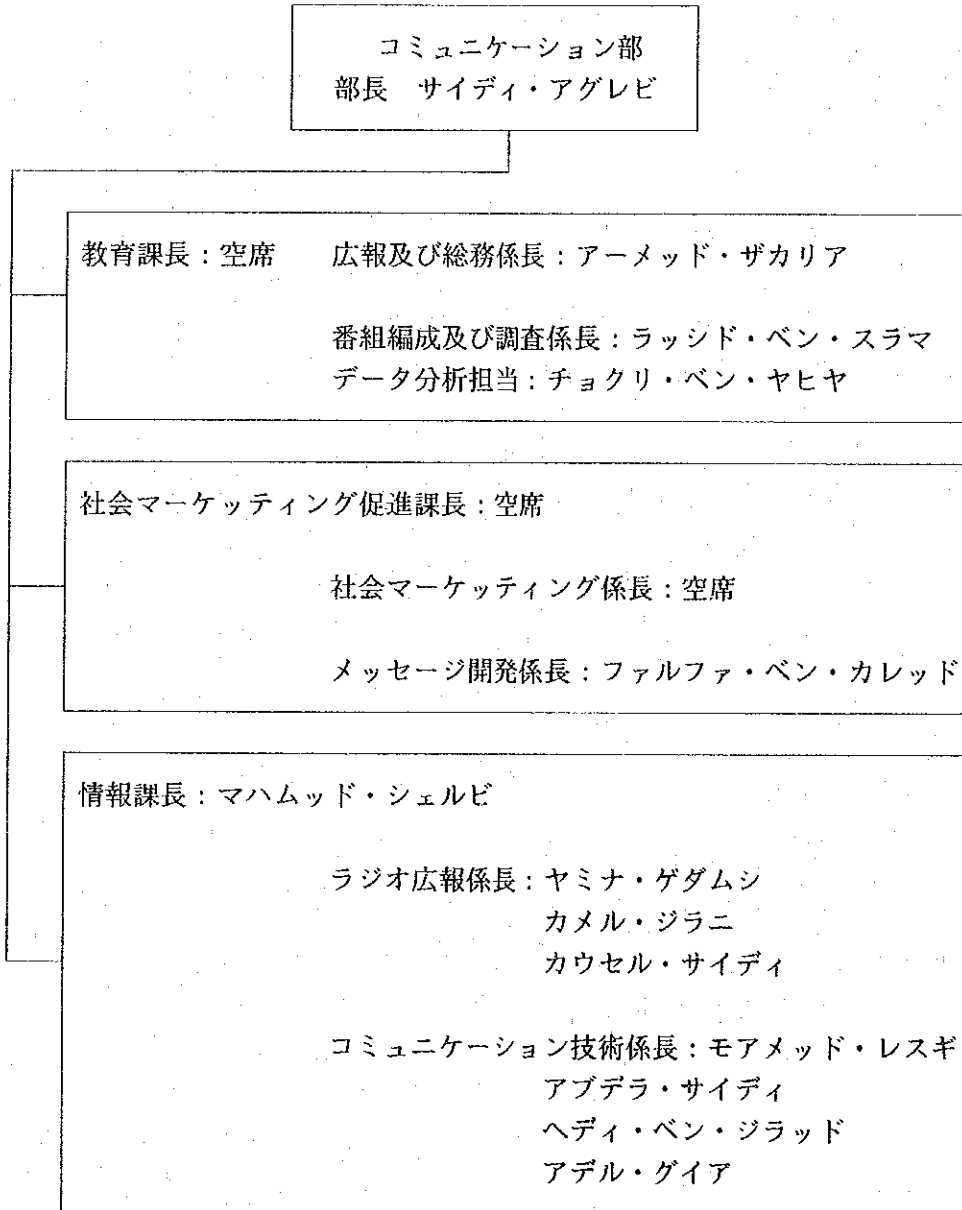 コミュニケーション部
部長　サイディ・アグレビ
教育課長：空席　　広報及び総務係長：アーメッド・ザカリア
番組編成及び調査係長：ラッシド・ベン・スラマ
データ分析担当：チョクリ・ベン・ヤヒヤ
社会マーケッティング促進課長：空席
社会マーケッティング係長：空席
メッセージ開発係長：ファルファ・ベン・カレッド
情報課長：マハムッド・シェルビ
ラジオ広報係長：ヤミナ・ゲダムシ
カメル・ジラニ
カウセル・サイディ
コミュニケーション技術係長：モアメッド・レスギ
アブデラ・サイディ
ヘディ・ベン・ジラッド
アデル・グイア